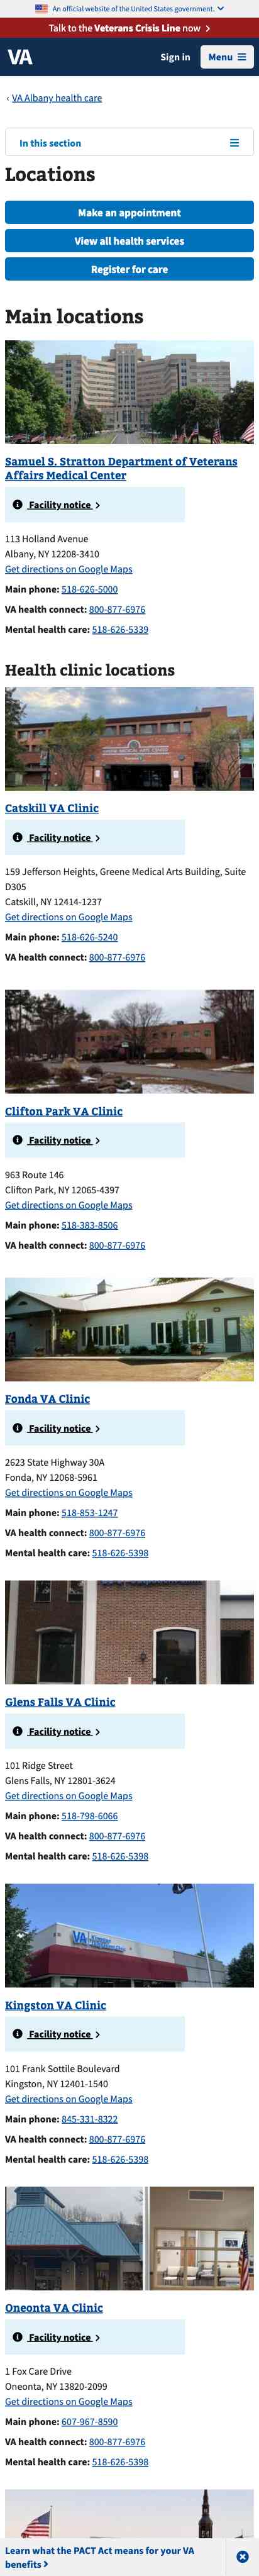 An official website of the United States government.
Talk to the Veterans Crisis Line now
VA
Sign in
Menu
‹ VA Albany health care
In this section
Locations
Make an appointment
View all health services
Register for care
Main locations
Samuel S. Stratton Department of Veterans
Affairs Medical Center
Facility notice
113 Holland Avenue
Albany, NY 12208-3410
Get directions on Google Maps
Main phone: 518-626-5000
VA health connect: 800-877-6976
Mental health care: 518-626-5339
Health clinic locations
Catskill VA Clinic
Facility notice
159 Jefferson Heights, Greene Medical Arts Building, Suite
D305
Catskill, NY 12414-1237
Get directions on Google Maps
Main phone: 518-626-5240
VA health connect: 800-877-6976
Clifton Park VA Clinic
Facility notice
963 Route 146
Clifton Park, NY 12065-4397
Get directions on Google Maps
Main phone: 518-383-8506
VA health connect: 800-877-6976
Fonda VA Clinic
Facility notice
2623 State Highway 30A
Fonda, NY 12068-5961
Get directions on Google Maps
Main phone: 518-853-1247
VA health connect: 800-877-6976
Mental health care: 518-626-5398
Glens Falls VA Clinic
Facility notice
101 Ridge Street
Glens Falls, NY 12801-3624
Get directions on Google Maps
Main phone: 518-798-6066
VA health connect: 800-877-6976
Mental health care: 518-626-5398
VA
Kingston VA Clinic
Facility notice
101 Frank Sottile Boulevard
Kingston, NY 12401-1540
Get directions on Google Maps
Main phone: 845-331-8322
VA health connect: 800-877-6976
Mental health care: 518-626-5398
Oneonta VA Clinic
Facility notice
1 Fox Care Drive
Oneonta, NY 13820-2099
Get directions on Google Maps
Main phone: 607-967-8590
VA health connect: 800-877-6976
Mental health care: 518-626-5398
Learn what the PACT Act means for your VA
benefits